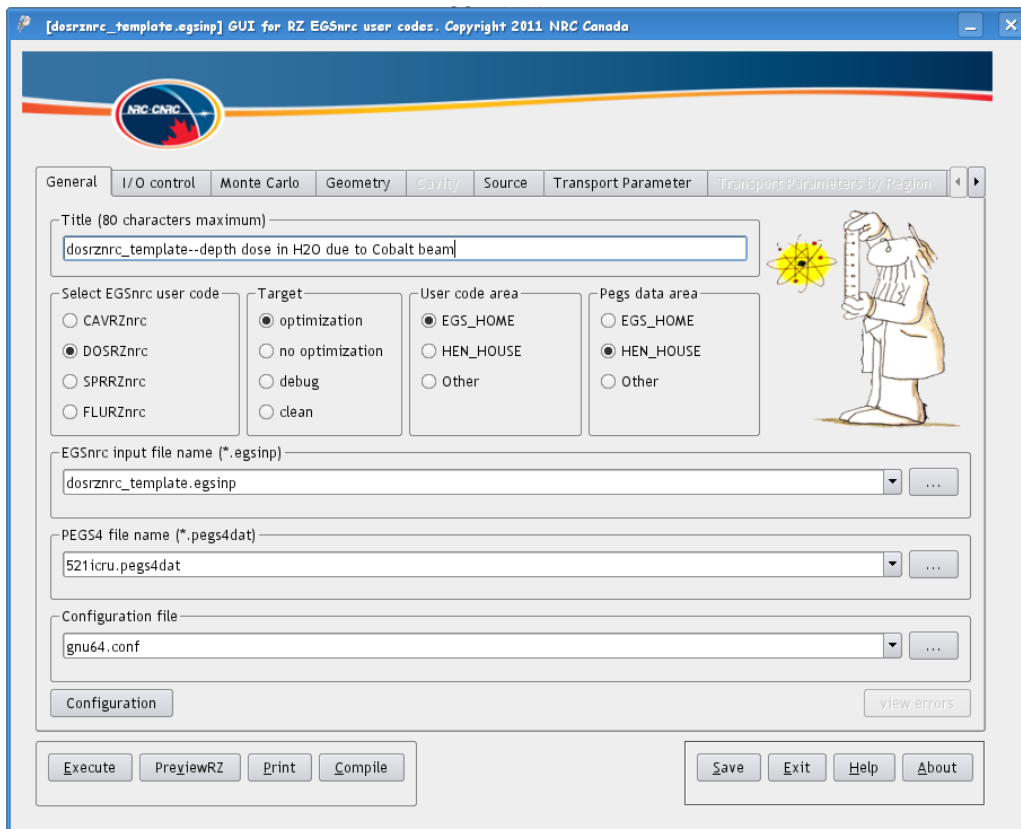 [dosrznrc_template.egsinp] GUI for RZ EGSnrc user codes. Copyright 2011 NRC Canada
NRC·CNRC
General I/O control Monte Carlo Geometry Cavity Source Transport Parameter Transport Parameters by Region
Title (80 characters maximum)
dosrznrc_template--depth dose in H2O due to Cobalt beam
Select EGSnrc user code Target User code area Pegs data area
CAVRZnrc optimization EGS_HOME EGS_HOME
DOSRZnrc no optimization HEN_HOUSE HEN_HOUSE
SPRRZnrc debug Other Other
FLURZnrc clean
EGSnrc input file name (*.egsinp)
dosrznrc_template.egsinp ...
PEGS4 file name (*.pegs4dat)
521icru.pegs4dat ...
Configuration file
gnu64.conf ...
Configuration view errors
Execute PreviewRZ Print Compile Save Exit Help About